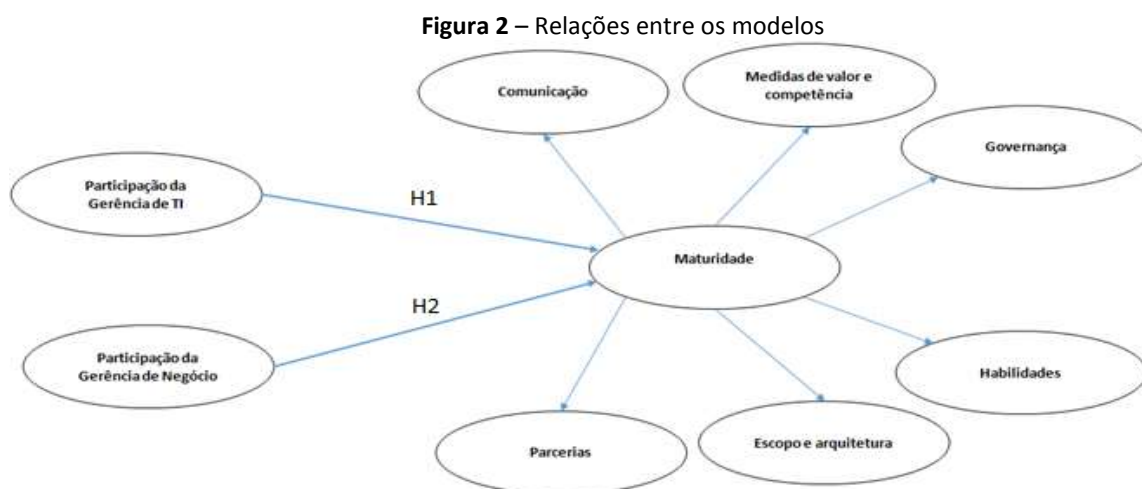 Figura 2 – Relações entre os modelos
Comunicação
Medidas de valor e
competência
Governança
Participação da
Gerência de TI
H1
Maturidade
H2
Participação da
Gerência de Negócio
Habilidades
Parcerias
Escopo e arquitetura